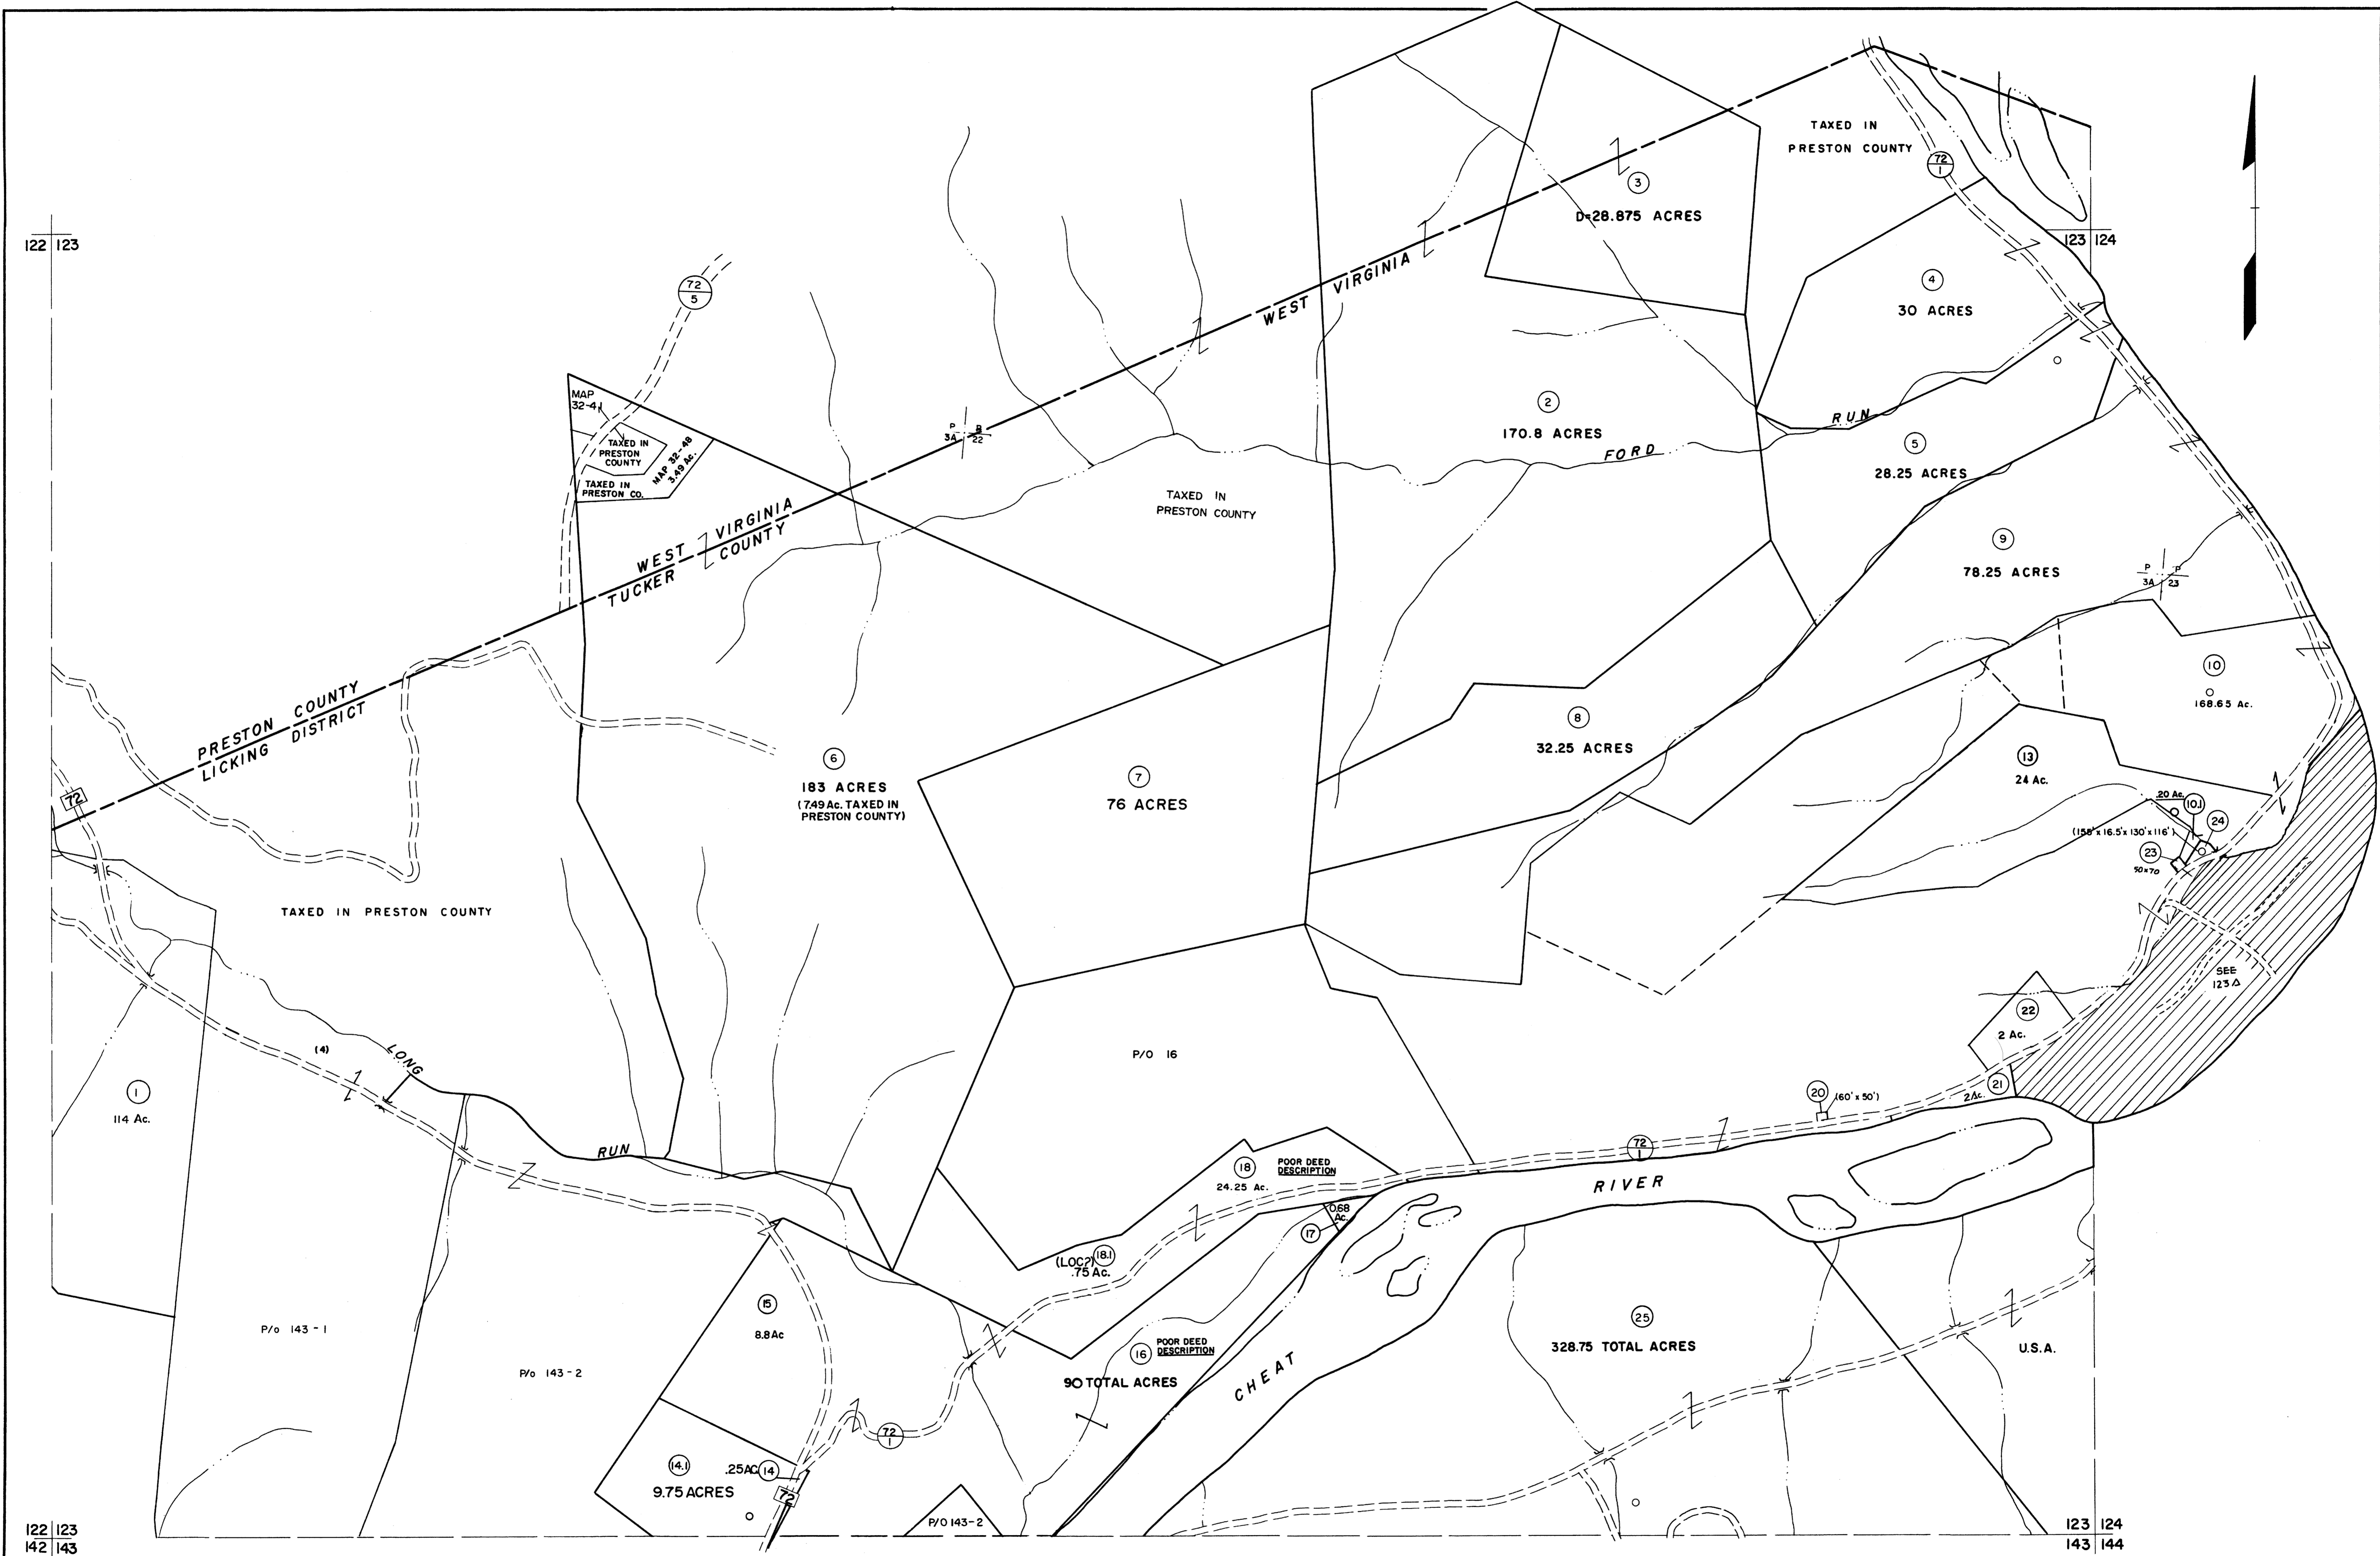 TAXED IN
PRESTON COUNTY
72
1
3
D=28.875 ACRES
122 123
123 124
72
5
WEST VIRGINIA
4
30 ACRES
MAP
32-41
TAXED IN
PRESTON
COUNTY
MAP 32-48
3.49 Ac.
TAXED IN
PRESTON CO.
P
3A 22
2
170.8 ACRES
FORD RUN
5
28.25 ACRES
TAXED IN
PRESTON COUNTY
WEST VIRGINIA
TUCKER COUNTY
9
78.25 ACRES
P P
3A 23
PRESTON COUNTY
LICKING DISTRICT
10
168.65 Ac.
8
32.25 ACRES
6
183 ACRES
(7.49 Ac. TAXED IN
PRESTON COUNTY)
7
76 ACRES
13
24 Ac.
72
.20 Ac.
10.1
24
(158' x 16.5' x 130' x 116')
23
50x70
TAXED IN PRESTON COUNTY
SEE
123A
22
2 Ac.
(4)
LONG RUN
P/O 16
1
114 Ac.
20
(60' x 50')
21
2Ac.
72
1
18
POOR DEED
DESCRIPTION
24.25 Ac.
RIVER
0.68
Ac.
17
(LOC?)
18.1
.75 Ac.
15
8.8 Ac
P/o 143-1
P/o 143-2
16
POOR DEED
DESCRIPTION
90 TOTAL ACRES
CHEAT
25
328.75 TOTAL ACRES
U.S.A.
72
1
14.1
9.75 ACRES
.25AC
14
72
P/O 143-2
122 123
142 143
123 124
143 144